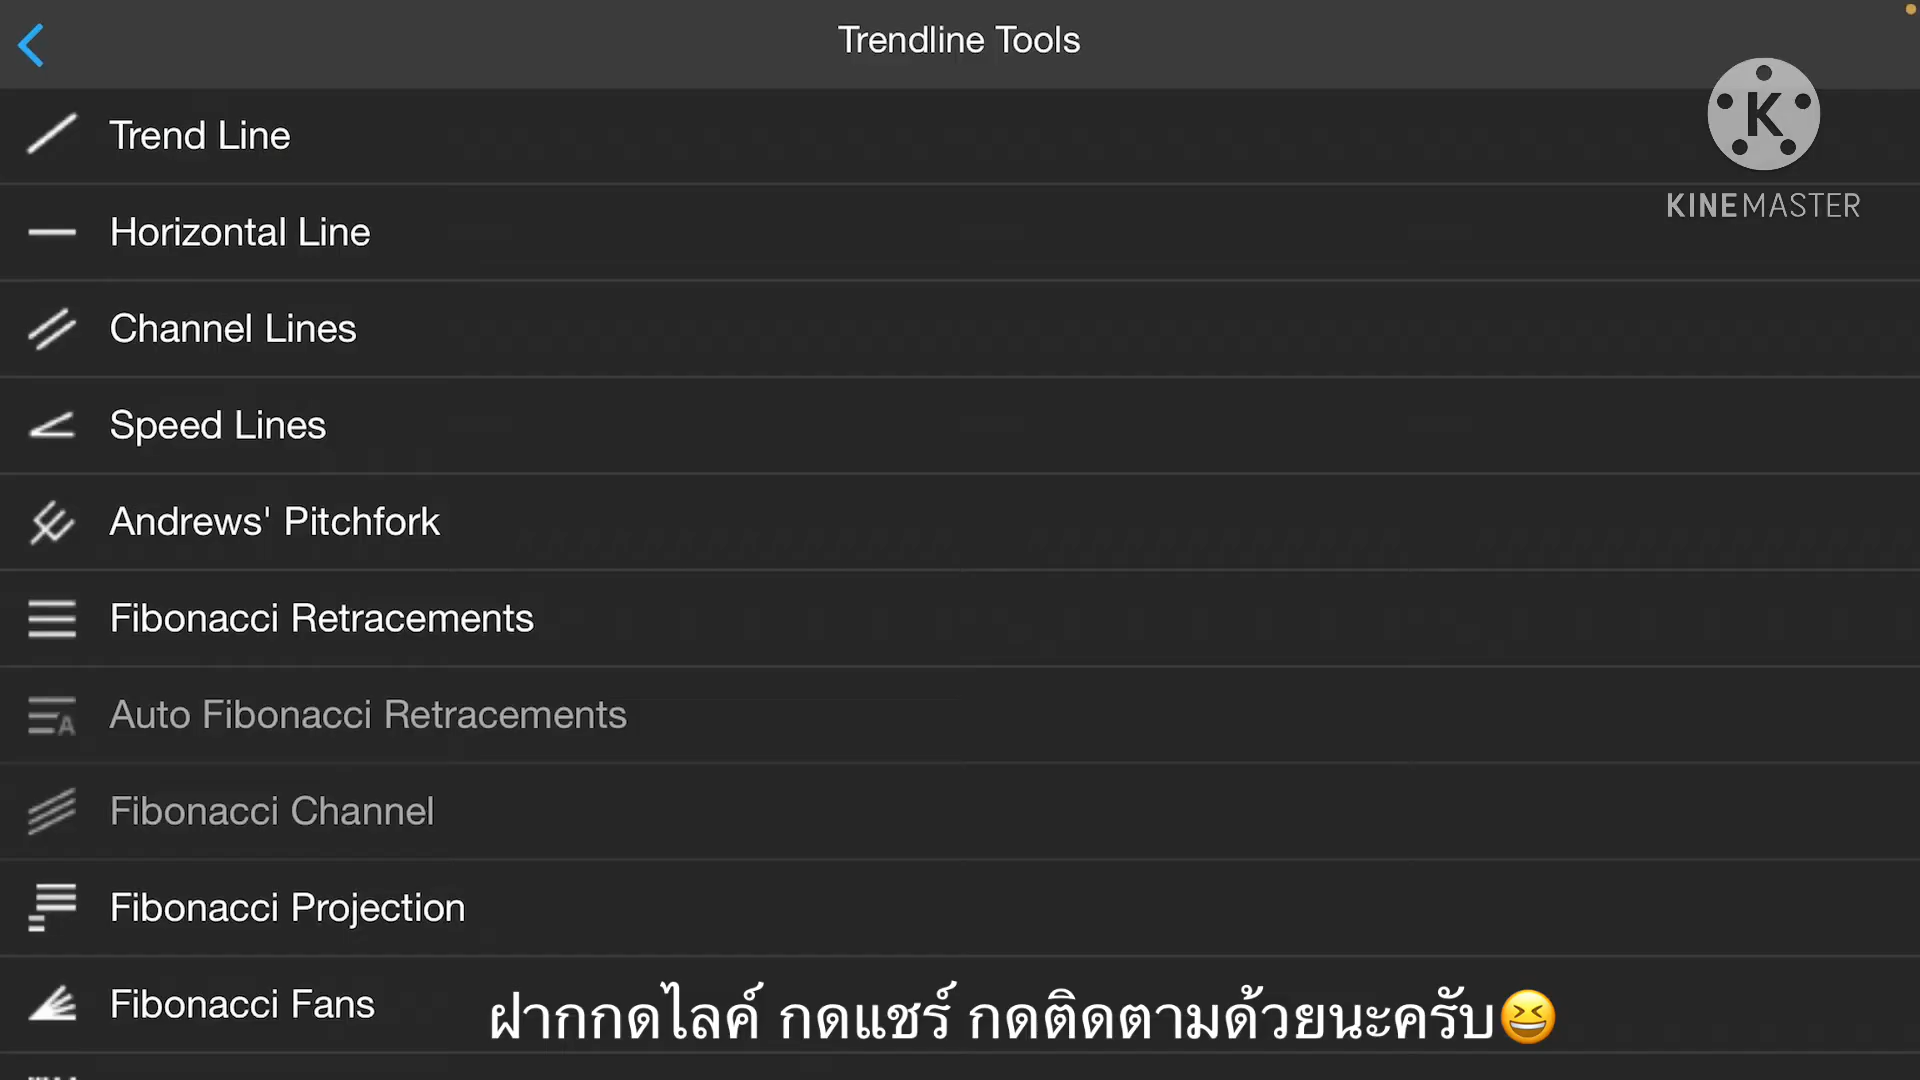 Trendline Tools
K
KINEMASTER
Trend Line
Horizontal Line
Channel Lines
Speed Lines
Andrews' Pitchfork
Fibonacci Retracements
A
Auto Fibonacci Retracements
Fibonacci Channel
Fibonacci Projection
Fibonacci Fans
ฝากกดไลค์ กดแชร์ กดติดตามด้วยนะครับ😆